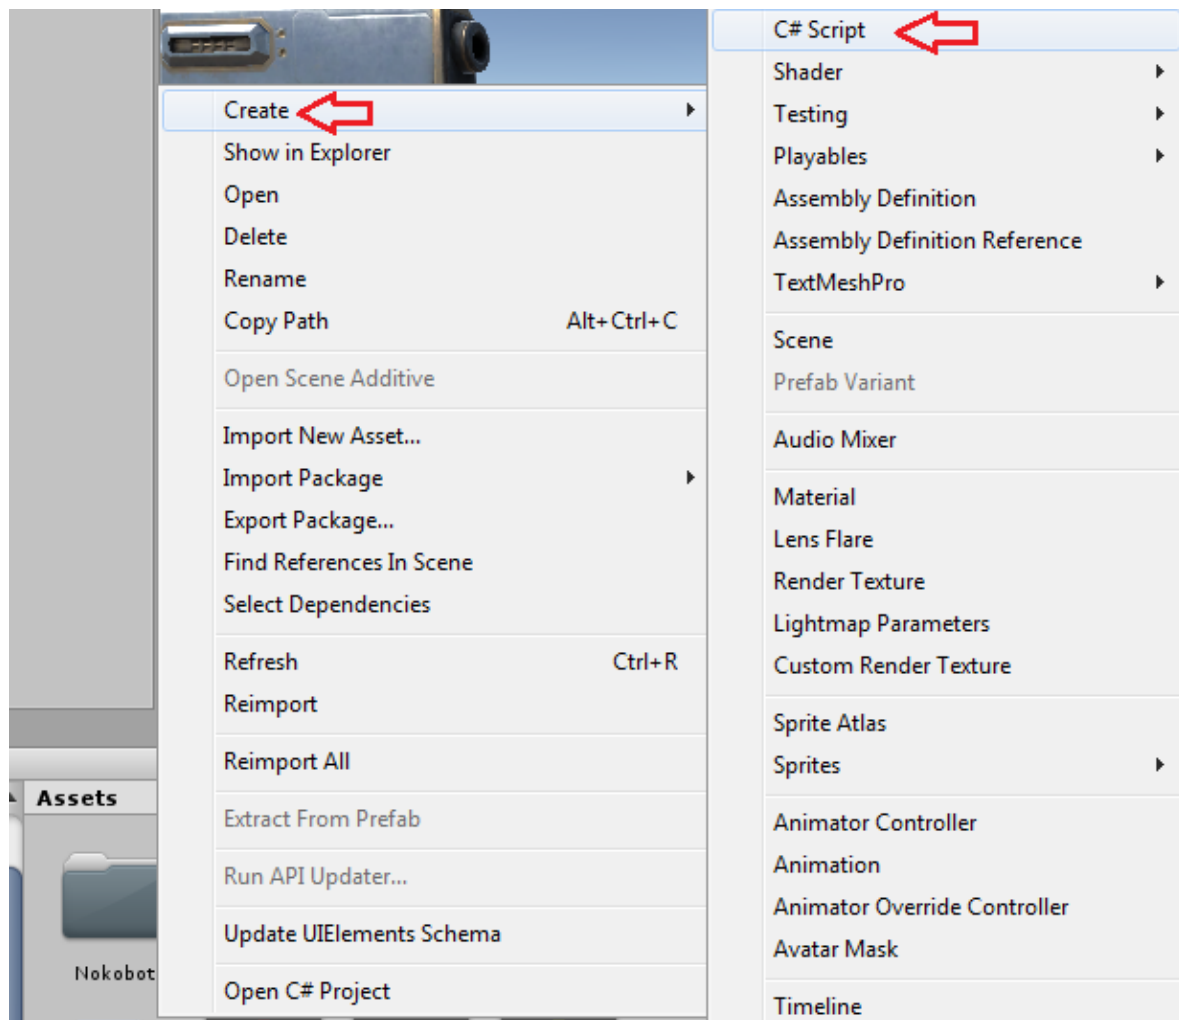 Create
Show in Explorer
Open
Delete
Rename
Copy Path Alt+Ctrl+C
Open Scene Additive
Import New Asset...
Import Package
Export Package...
Find References In Scene
Select Dependencies
Refresh Ctrl+R
Reimport
Reimport All
Extract From Prefab
Run API Updater...
Update UIElements Schema
Open C# Project
C# Script
Shader
Testing
Playables
Assembly Definition
Assembly Definition Reference
TextMeshPro
Scene
Prefab Variant
Audio Mixer
Material
Lens Flare
Render Texture
Lightmap Parameters
Custom Render Texture
Sprite Atlas
Sprites
Animator Controller
Animation
Animator Override Controller
Avatar Mask
Timeline
Assets
Nokobot